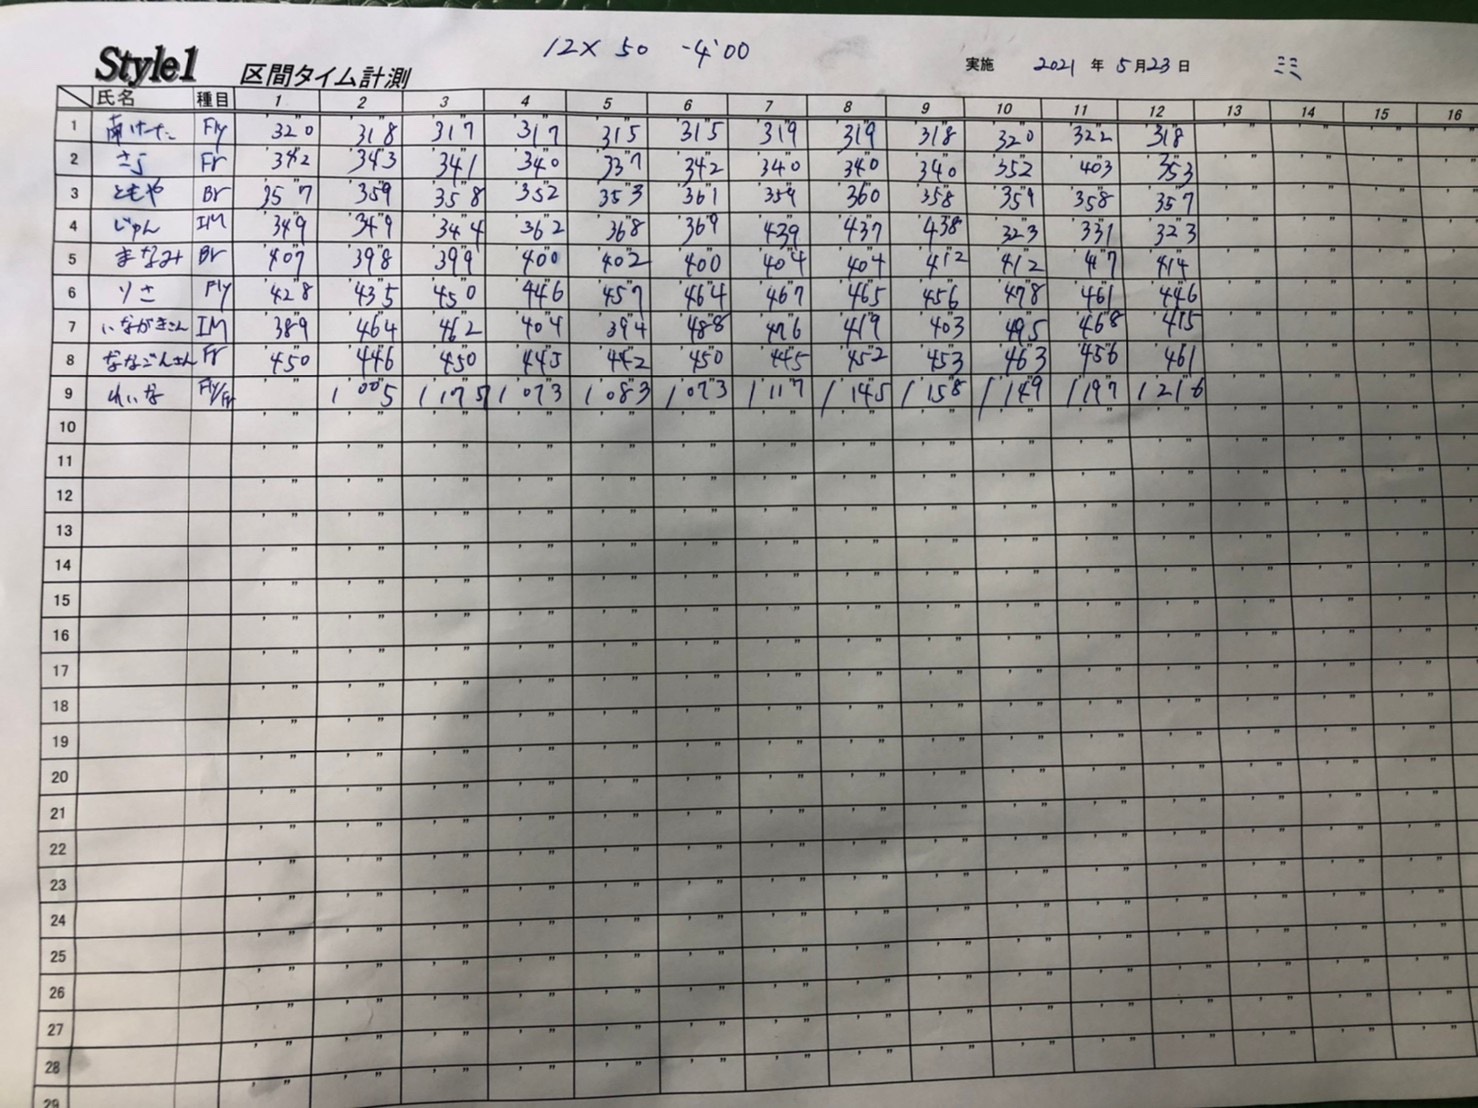 12 × 50 -4'00
Style1 区間タイム計測 実施 2021 年 5 月 23 日 ミミ
氏名 種目 1 2 3 4 5 6 7 8 9 10 11 12 13 14 15 16
1 Fly 32"0 31"8 31"7 31"7 31"5 31"5 31"9 31"9 31"8 32"0 32"2 31"8
2 さら Fr 34"2 34"3 34"1 34"0 33"7 34"2 34"0 34"0 34"0 35"2 40"3 35"3
3 ともや Br 35"7 35"9 35"8 35"2 35"3 36"1 35"9 36"0 35"8 35"9 35"8 35"7
4 じゅん IM 34"9 34"9 34"4 36"2 36"8 36"9 43"9 43"7 43"8 32"3 33"1 32"3
5 まなみ Br 40"7 39"8 39"9 40"0 40"2 40"0 40"4 40"4 41"2 41"2 41"7 41"4
6 りさ Fly 42"8 43"5 45"0 44"6 45"7 46"4 46"7 46"5 45"6 47"8 46"1 44"6
7 いながきさん IM 38"9 46"4 46"2 40"4 39"4 48"8 47"6 41"9 40"3 49"5 46"8 41"5
8 ななごんさん Fr 45"0 44"6 45"0 44"5 44"2 45"0 44"5 45"2 45"3 46"3 45"6 46"1
9 れいな Fly/Fr 1'00"5 1'07"5 1'07"3 1'08"3 1'07"3 1'11"7 1'14"5 1'15"8 1'14"9 1'19"7 1'21"6
10
11
12
13
14
15
16
17
18
19
20
21
22
23
24
25
26
27
28
29